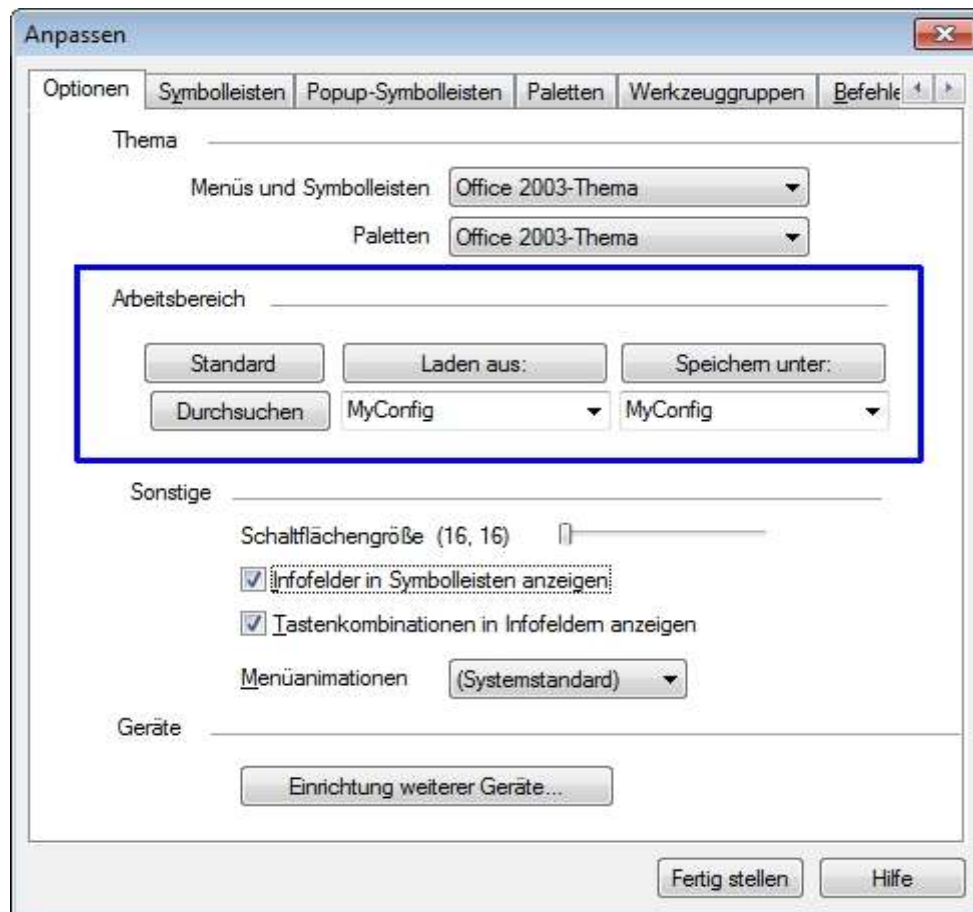 Anpassen
Optionen Symbolleisten Popup-Symbolleisten Paletten Werkzeuggruppen Befehle
Thema
Menüs und Symbolleisten Office 2003-Thema
Paletten Office 2003-Thema
Arbeitsbereich
Standard Laden aus: Speichern unter:
Durchsuchen MyConfig MyConfig
Sonstige
Schaltflächengröße (16, 16)
Infofelder in Symbolleisten anzeigen
Tastenkombinationen in Infofeldern anzeigen
Menüanimationen (Systemstandard)
Geräte
Einrichtung weiterer Geräte...
Fertig stellen Hilfe